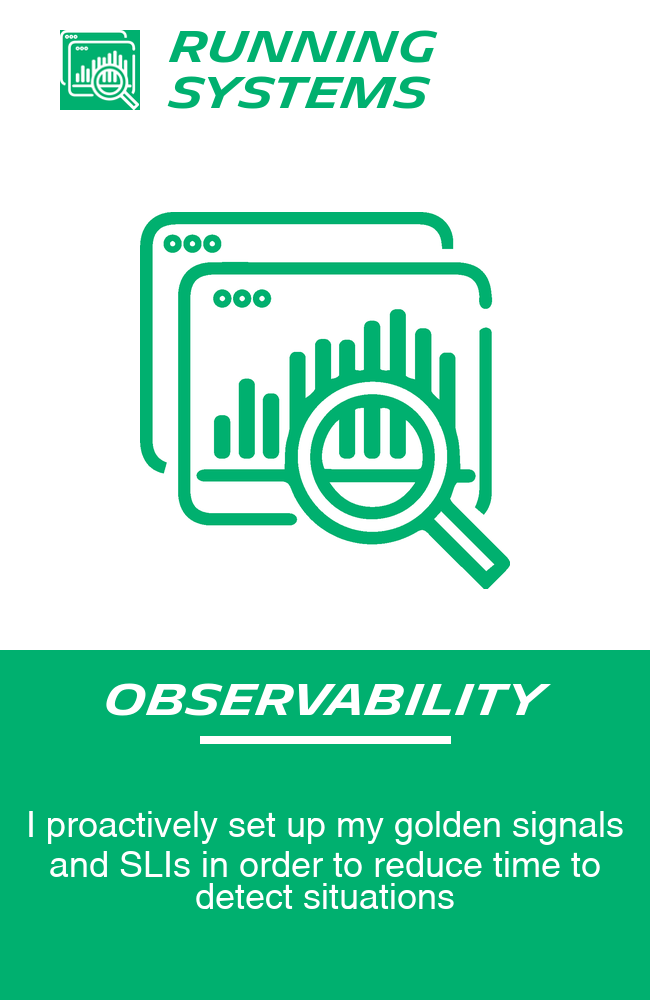 RUNNING
SYSTEMS
OBSERVABILITY
I proactively set up my golden signals
and SLIs in order to reduce time to
detect situations